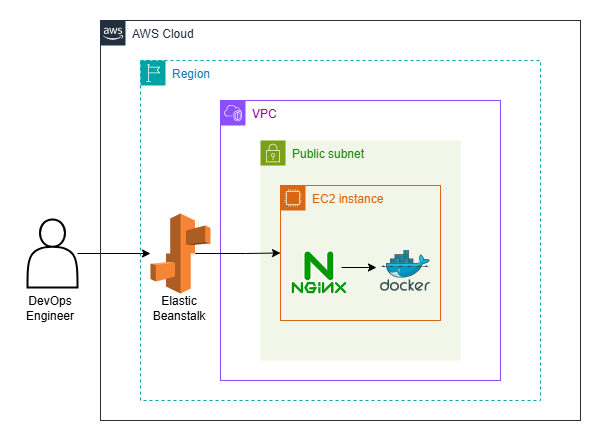 aws
AWS Cloud
Region
VPC
Public subnet
EC2 instance
NGINX
docker
DevOps
Engineer
Elastic
Beanstalk